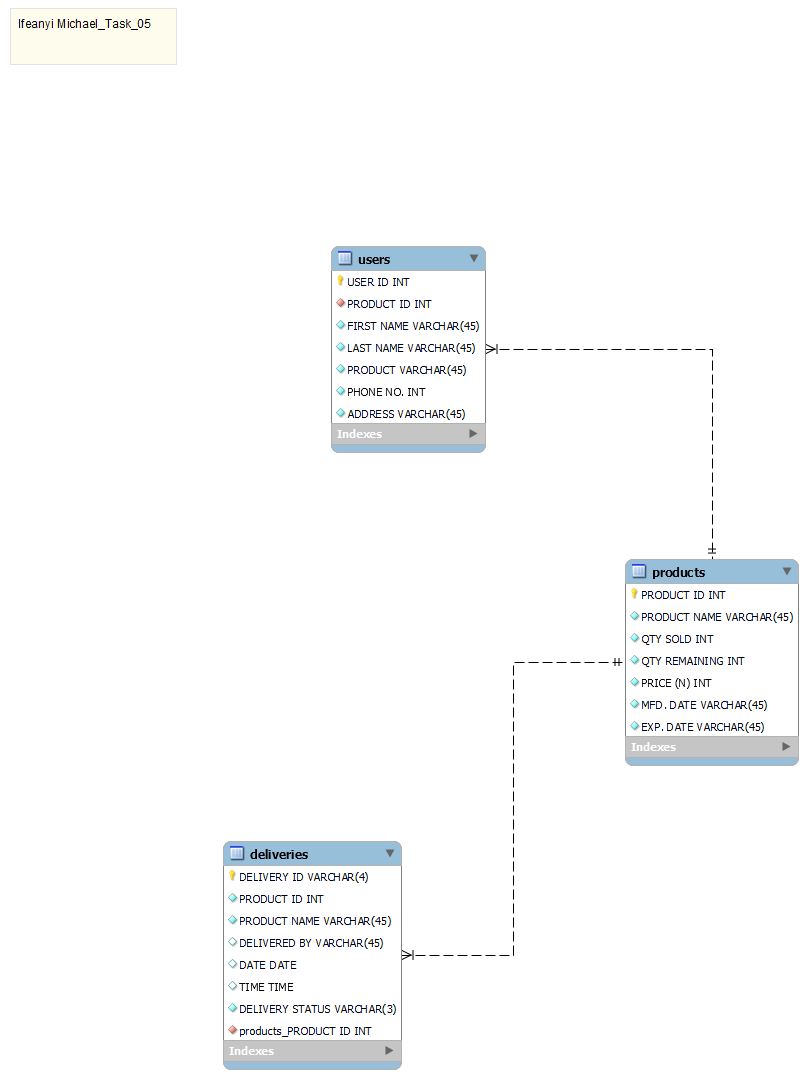 Ifeanyi Michael_Task_05
users
USER ID INT
PRODUCT ID INT
FIRST NAME VARCHAR(45)
LAST NAME VARCHAR(45)
PRODUCT VARCHAR(45)
PHONE NO. INT
ADDRESS VARCHAR(45)
Indexes
products
PRODUCT ID INT
PRODUCT NAME VARCHAR(45)
QTY SOLD INT
QTY REMAINING INT
PRICE (N) INT
MFD. DATE VARCHAR(45)
EXP. DATE VARCHAR(45)
Indexes
deliveries
DELIVERY ID VARCHAR(4)
PRODUCT ID INT
PRODUCT NAME VARCHAR(45)
DELIVERED BY VARCHAR(45)
DATE DATE
TIME TIME
DELIVERY STATUS VARCHAR(3)
products_PRODUCT ID INT
Indexes